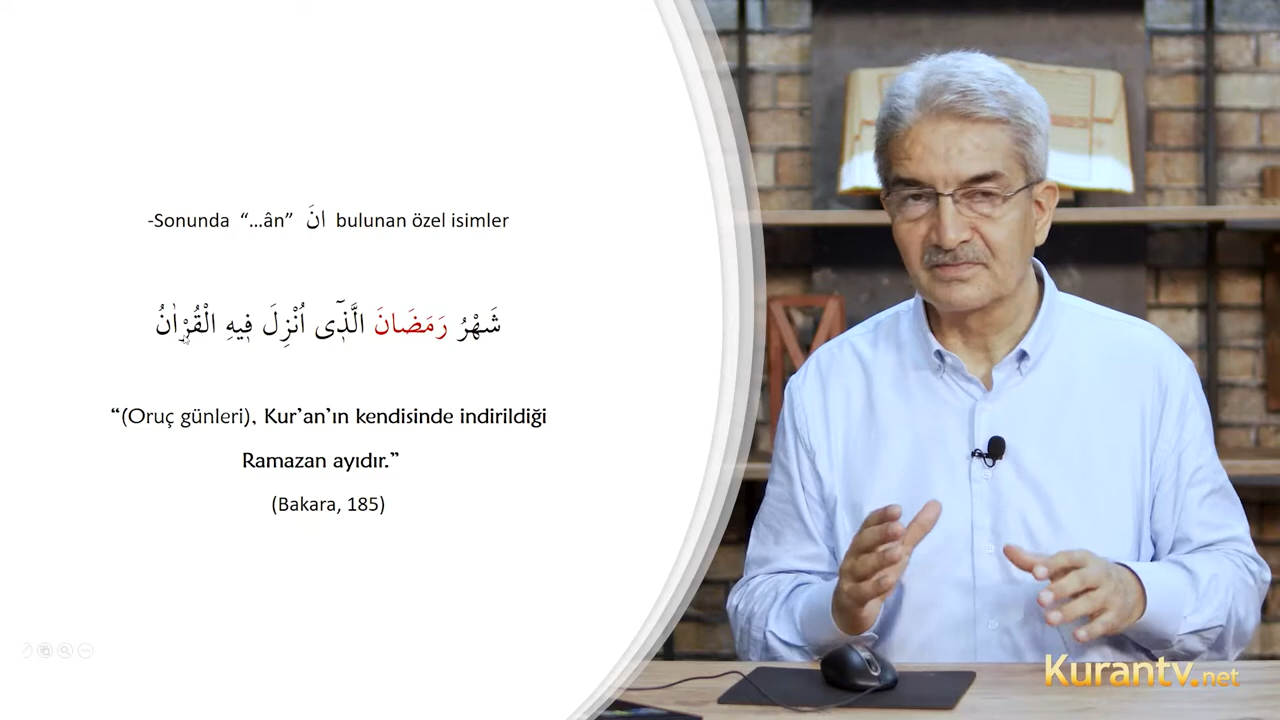 -Sonunda “...ân” انَ bulunan özel isimler
شَهْرُ رَمَضَانَ الَّذ۪ٓى اُنْزِلَ ف۪يهِ الْقُرْاٰنُ
“(Oruç günleri), Kur’an’ın kendisinde indirildiği
Ramazan ayıdır.”
(Bakara, 185)
Kurantv.net